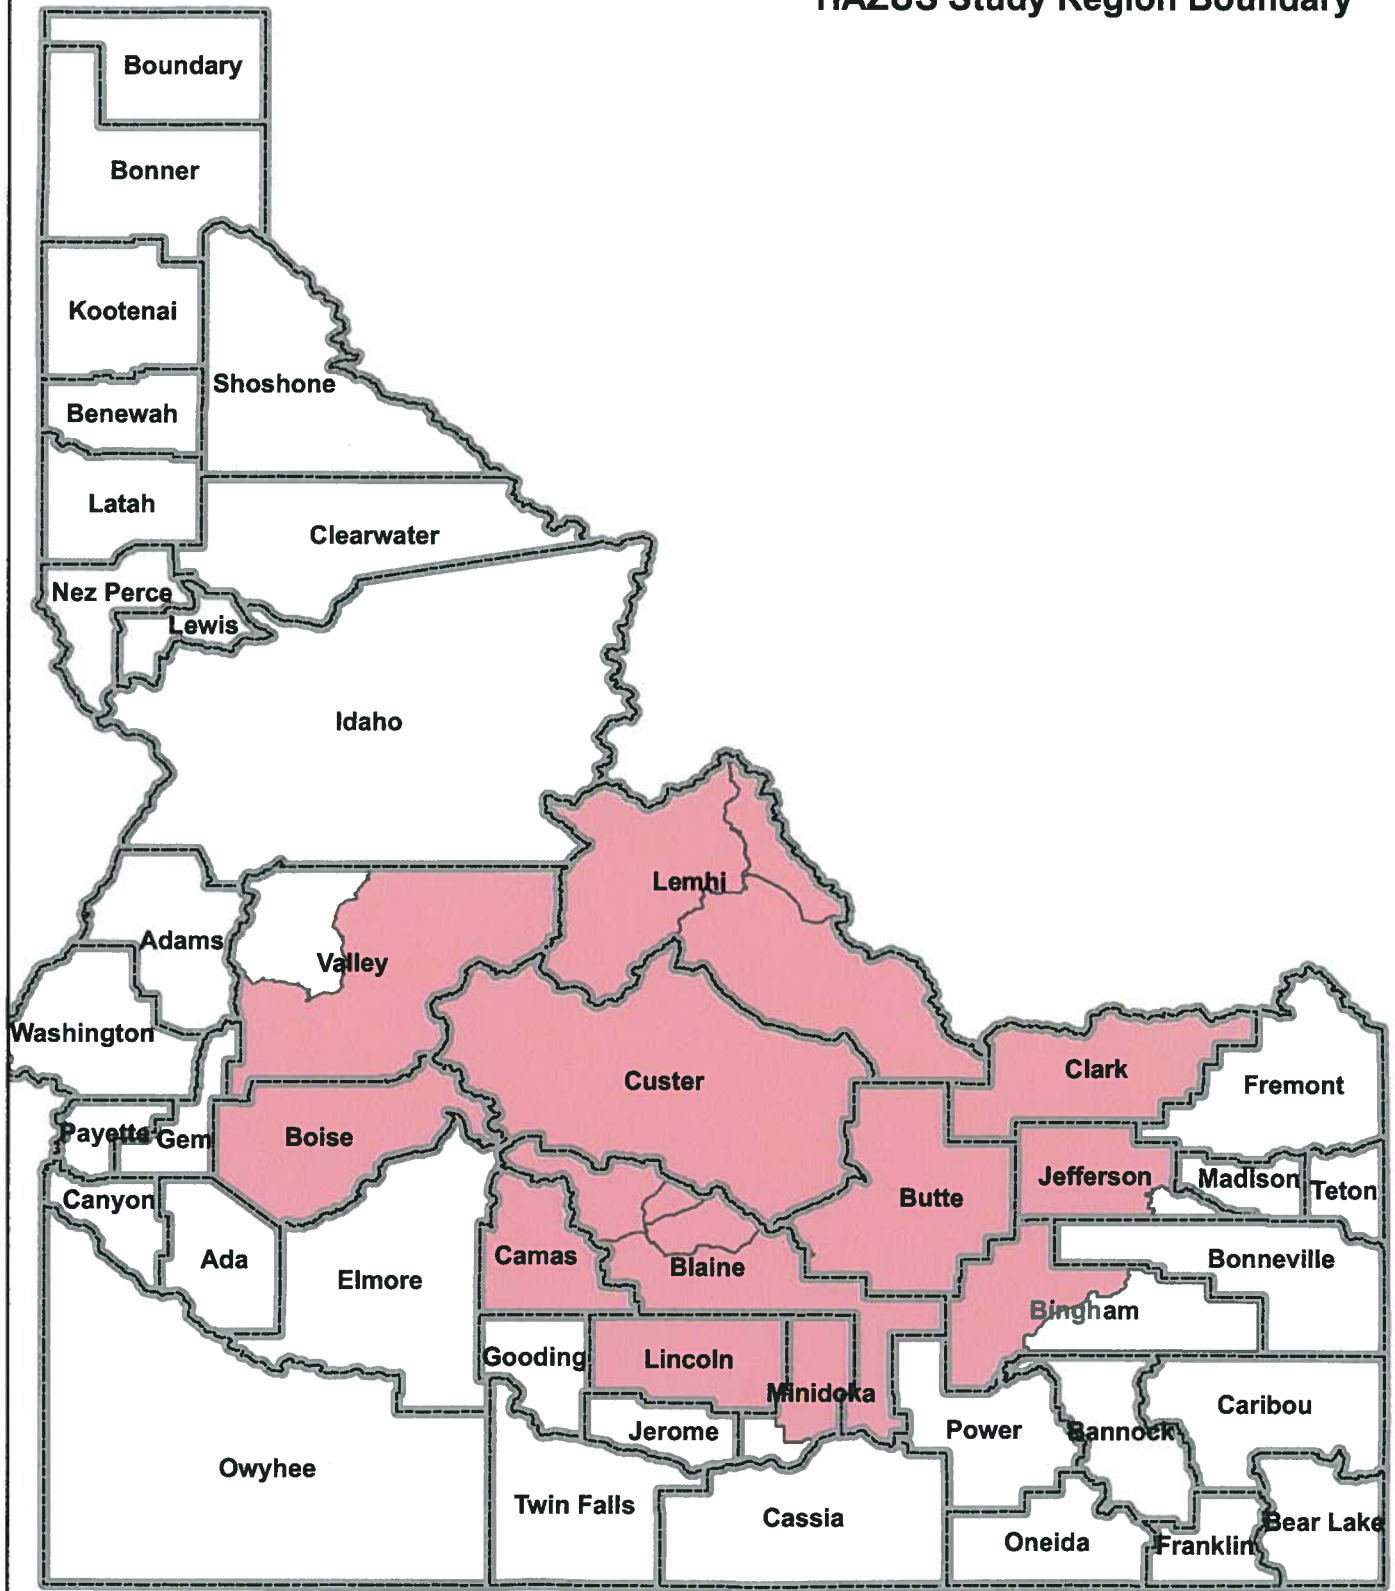 HAZUS Study Region Boundary
Boundary
Bonner
Kootenai
Shoshone
Benewah
Latah
Clearwater
Nez Perce
Lewis
Idaho
Lemhi
Adams
Valley
Washington
Custer
Clark
Fremont
Payette
Gem
Boise
Jefferson
Madison
Teton
Canyon
Butte
Ada
Elmore
Camas
Blaine
Bonneville
Bingham
Gooding
Lincoln
Minidoka
Jerome
Power
Bannock
Caribou
Owyhee
Twin Falls
Cassia
Oneida
Franklin
Bear Lake